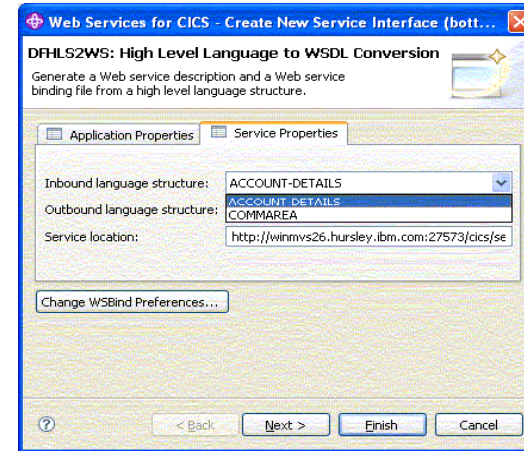 Web Services for CICS - Create New Service Interface (bott...
DFHLS2WS: High Level Language to WSDL Conversion
Generate a Web service description and a Web service
binding file from a high level language structure.
Application Properties Service Properties
Inbound language structure: ACCOUNT-DETAILS
ACCOUNT-DETAILS
Outbound language structure: COMMAREA
Service location: http://winmvs26.hursley.ibm.com:27573/cics/se
Change WSBind Preferences...
? < Back Next > Finish Cancel